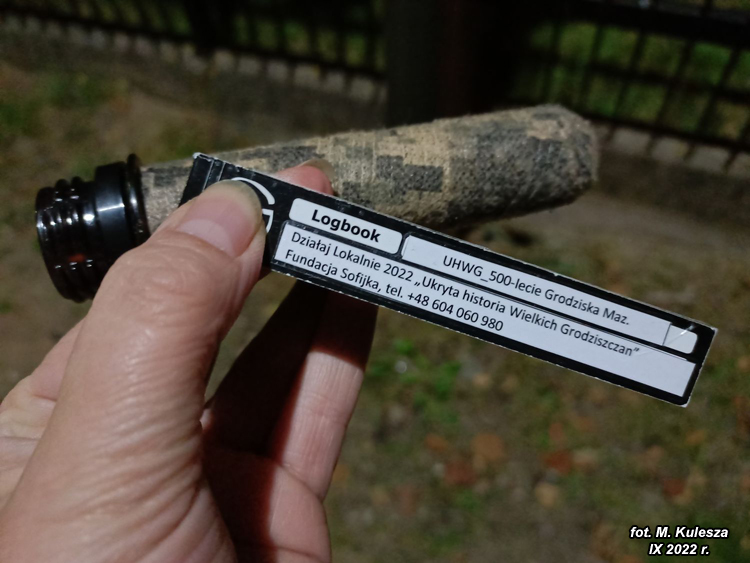 G
Logbook
UHWG_500-lecie Grodziska Maz.
Działaj Lokalnie 2022 „Ukryta historia Wielkich Grodziszczan”
Fundacja Sofijka, tel. +48 604 060 980
fot. M. Kulesza
IX 2022 r.